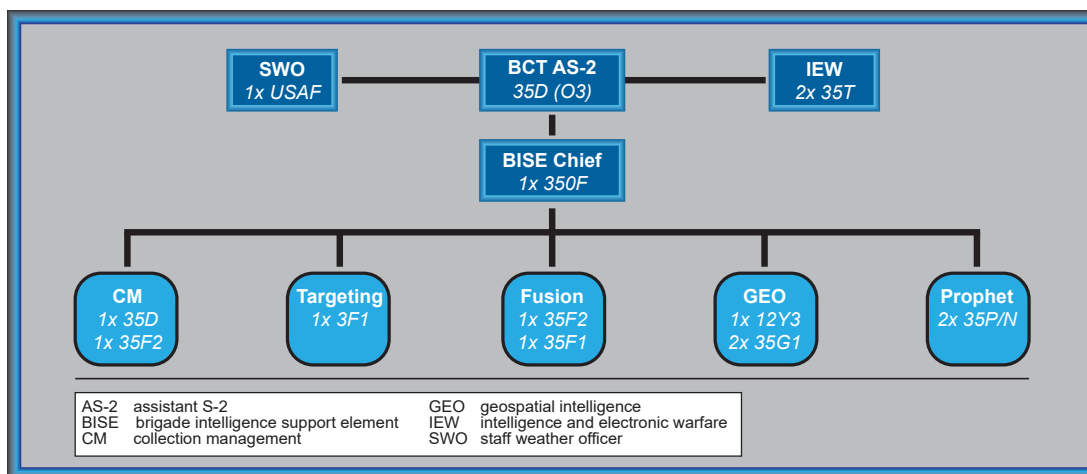 SWO
1x USAF
BCT AS-2
35D (O3)
IEW
2x 35T
BISE Chief
1x 350F
CM
1x 35D
1x 35F2
Targeting
1x 3F1
Fusion
1x 35F2
1x 35F1
GEO
1x 12Y3
2x 35G1
Prophet
2x 35P/N
AS-2 assistant S-2
BISE brigade intelligence support element
CM collection management
GEO geospatial intelligence
IEW intelligence and electronic warfare
SWO staff weather officer